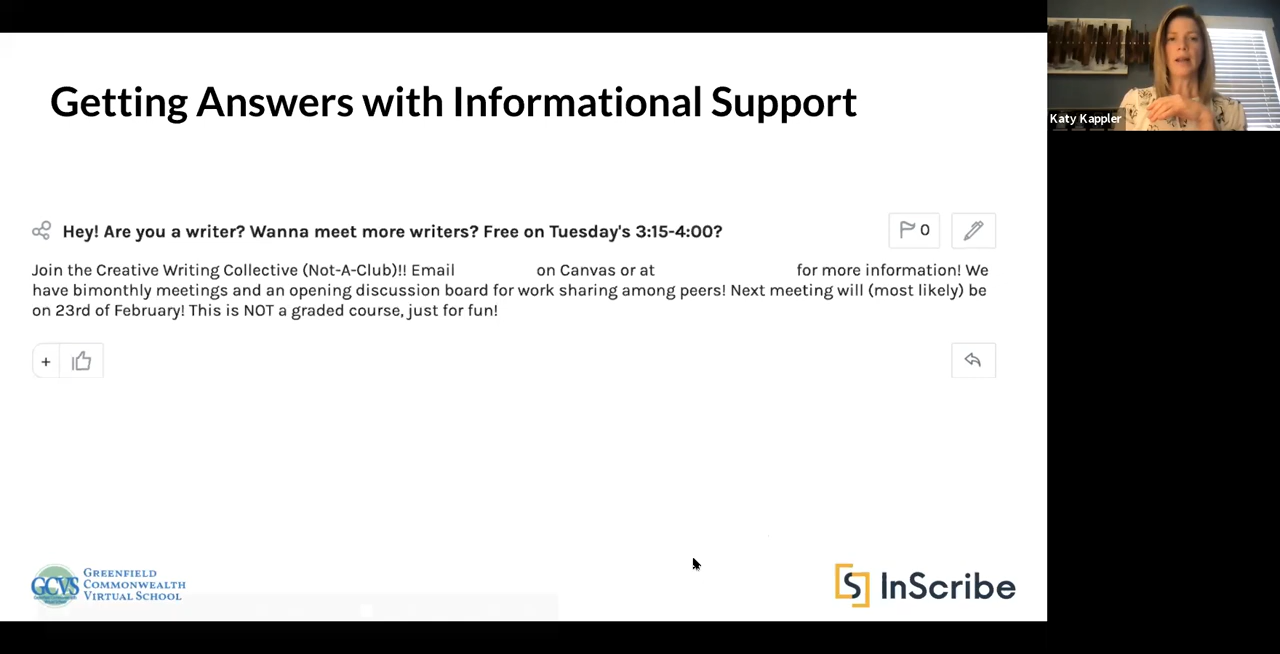 Getting Answers with Informational Support
Katy Kappler
Hey! Are you a writer? Wanna meet more writers? Free on Tuesday's 3:15-4:00?
0
Join the Creative Writing Collective (Not-A-Club)!! Email on Canvas or at for more information! We
have bimonthly meetings and an opening discussion board for work sharing among peers! Next meeting will (most likely) be
on 23rd of February! This is NOT a graded course, just for fun!
+
GCVS
GREENFIELD
COMMONWEALTH
VIRTUAL SCHOOL
InScribe